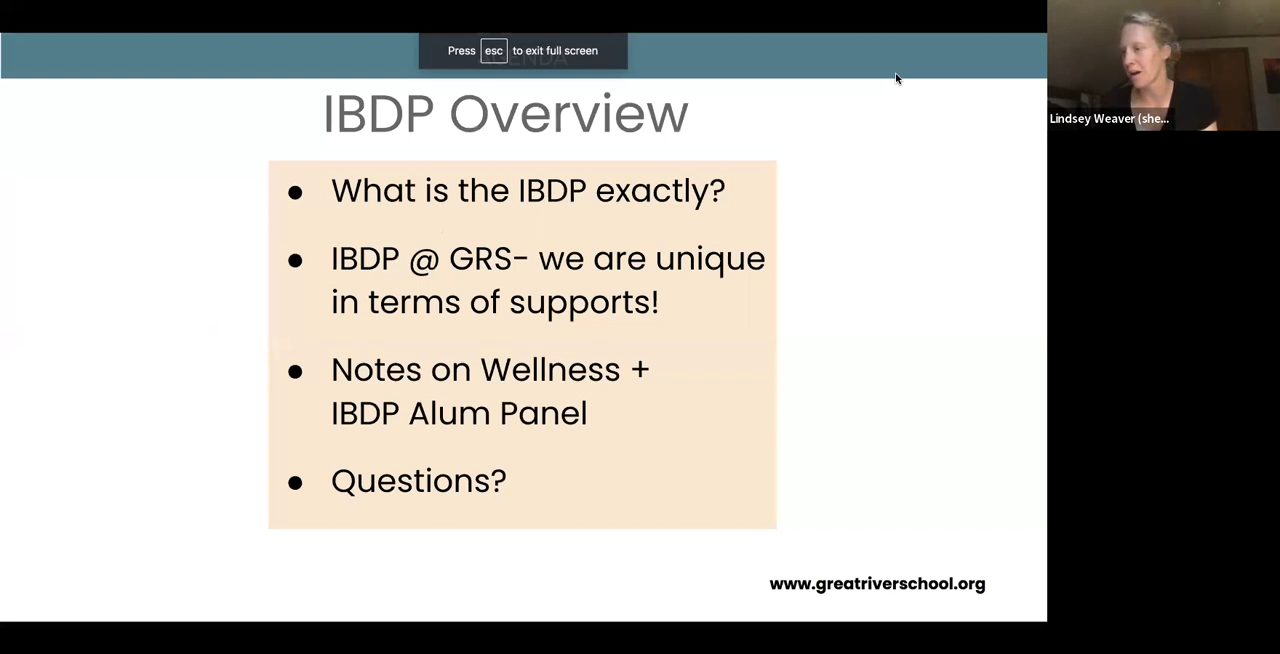 Press esc to exit full screen
AGENDA
IBDP Overview
● What is the IBDP exactly?
● IBDP @ GRS- we are unique
in terms of supports!
● Notes on Wellness +
IBDP Alum Panel
● Questions?
www.greatriverschool.org
Lindsey Weaver (she...